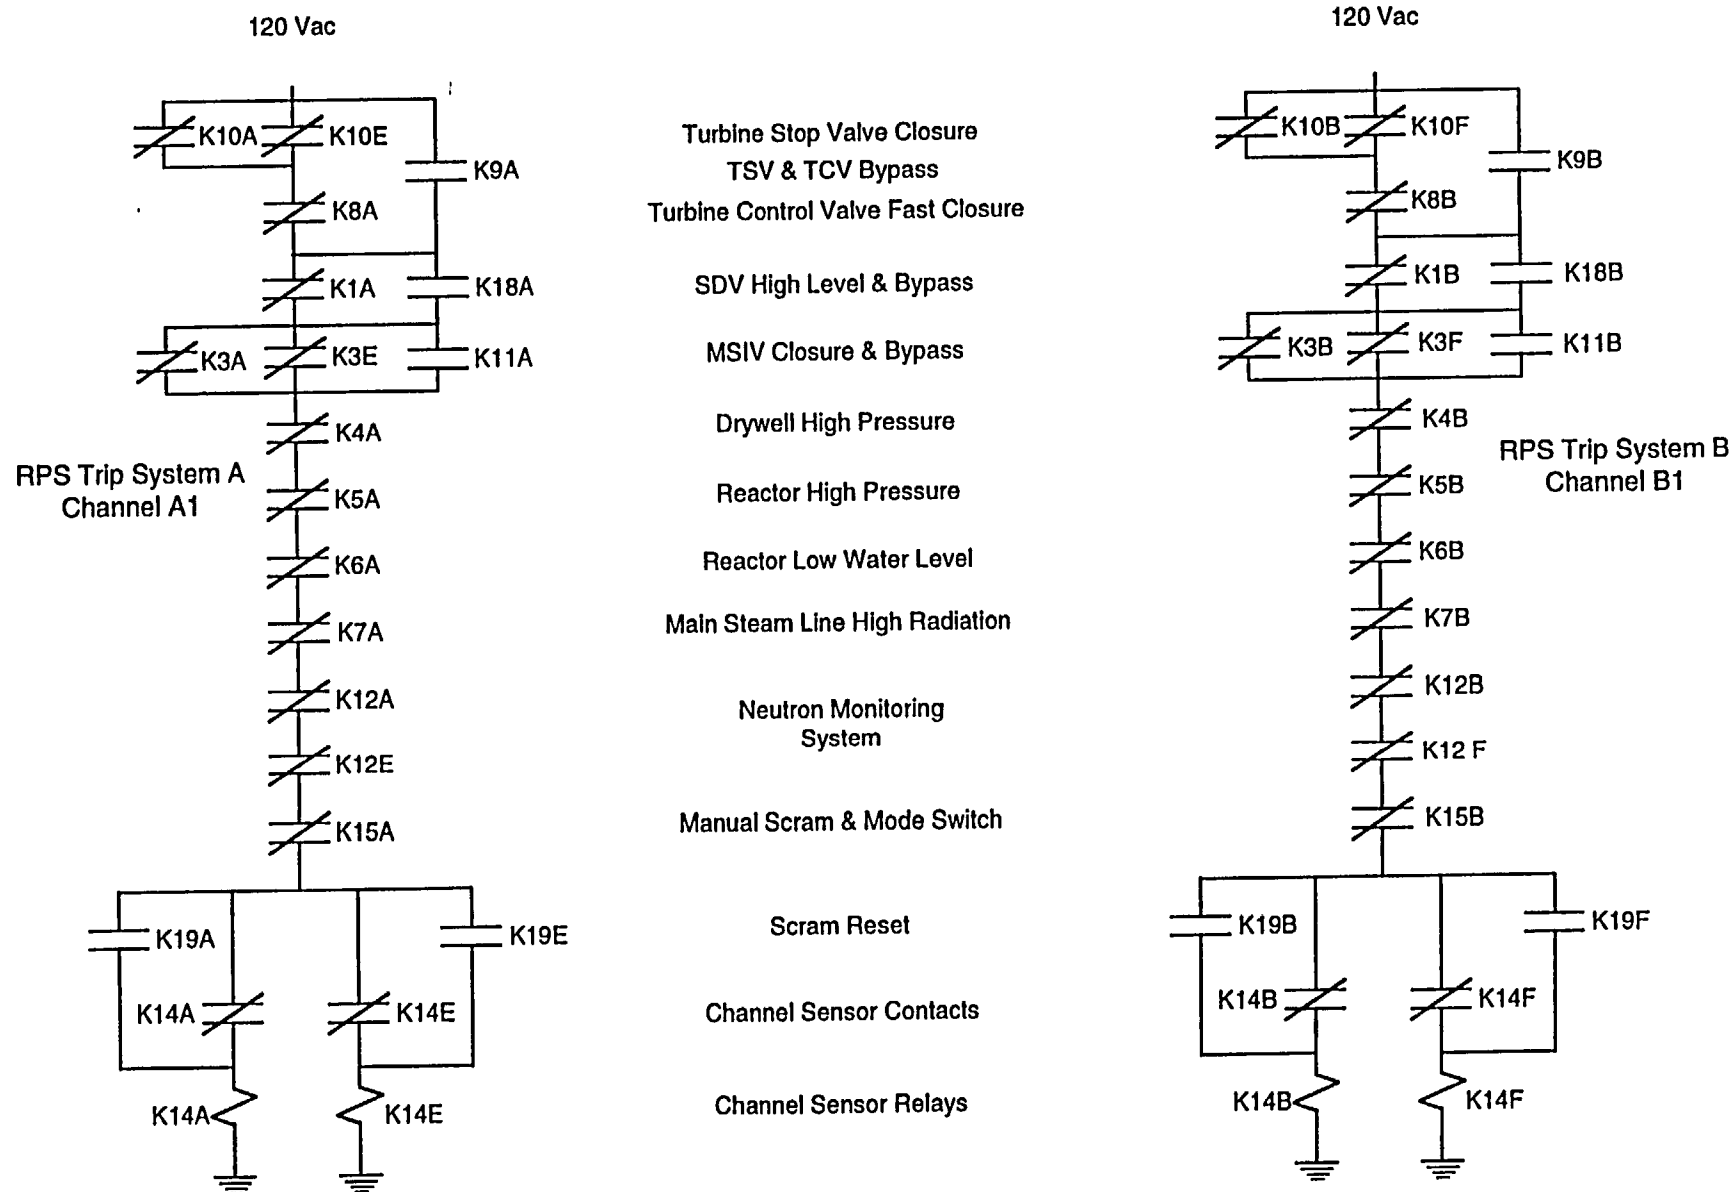 120 Vac
120 Vac
K10A
K10E
Turbine Stop Valve Closure
K10B
K10F
K9A
TSV & TCV Bypass
K9B
K8A
Turbine Control Valve Fast Closure
K8B
K1A
K18A
SDV High Level & Bypass
K1B
K18B
K3A
K3E
K11A
MSIV Closure & Bypass
K3B
K3F
K11B
K4A
Drywell High Pressure
K4B
RPS Trip System A
Channel A1
RPS Trip System B
Channel B1
K5A
Reactor High Pressure
K5B
K6A
Reactor Low Water Level
K6B
K7A
Main Steam Line High Radiation
K7B
K12A
Neutron Monitoring
System
K12B
K12E
K12 F
K15A
Manual Scram & Mode Switch
K15B
K19A
K19E
Scram Reset
K19B
K19F
K14A
K14E
Channel Sensor Contacts
K14B
K14F
K14A
K14E
Channel Sensor Relays
K14B
K14F